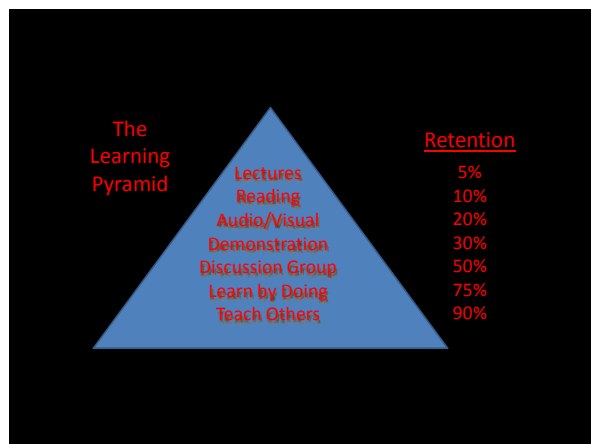 The
Learning
Pyramid
Lectures
Reading
Audio/Visual
Demonstration
Discussion Group
Learn by Doing
Teach Others
Retention
5%
10%
20%
30%
50%
75%
90%